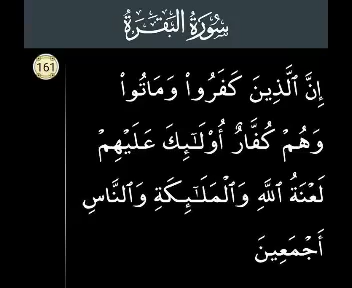 سُورَةُ البَقَرَةُ
161
إِنَّ ٱلَّذِينَ كَفَرُوا۟ وَمَاتُوا۟
وَهُمْ كُفَّارٌ أُو۟لَـٰٓئِكَ عَلَيْهِمْ
لَعْنَةُ ٱللَّهِ وَٱلْمَلَـٰٓئِكَةِ وَٱلنَّاسِ
أَجْمَعِينَ